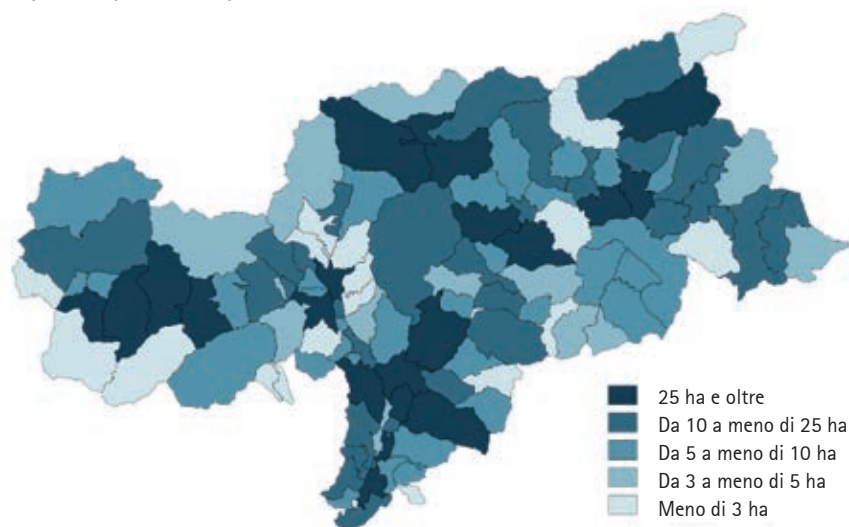 25 ha e oltre
Da 10 a meno di 25 ha
Da 5 a meno di 10 ha
Da 3 a meno di 5 ha
Meno di 3 ha